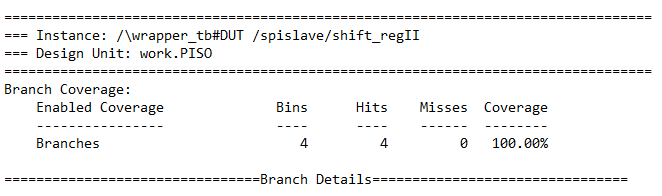 =================================================================================
=== Instance: /\wrapper_tb#DUT /spislave/shift_regII
=== Design Unit: work.PISO
=================================================================================
Branch Coverage:
    Enabled Coverage              Bins      Hits    Misses  Coverage
    ----------------              ----      ----    ------  --------
    Branches                         4         4         0   100.00%
================================Branch Details================================